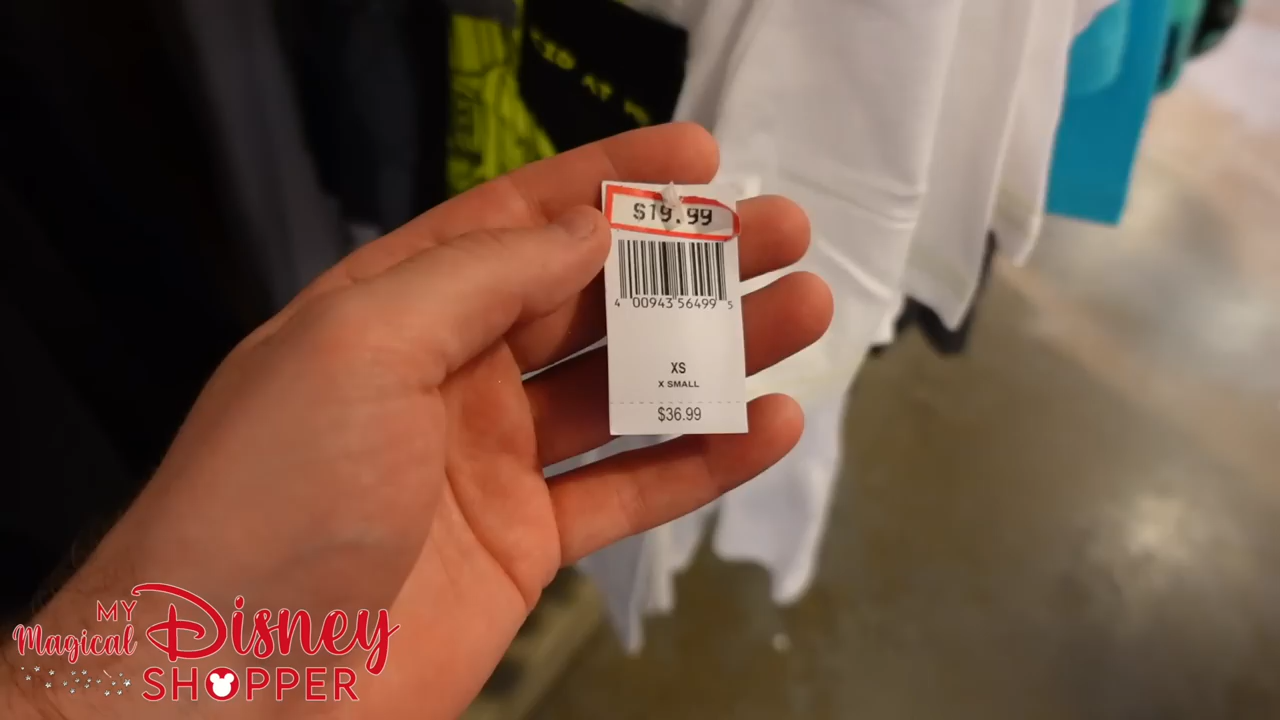 $19.99
4 00943 56499 5
XS
X SMALL
$36.99
MY
Magical Disney
SHOPPER